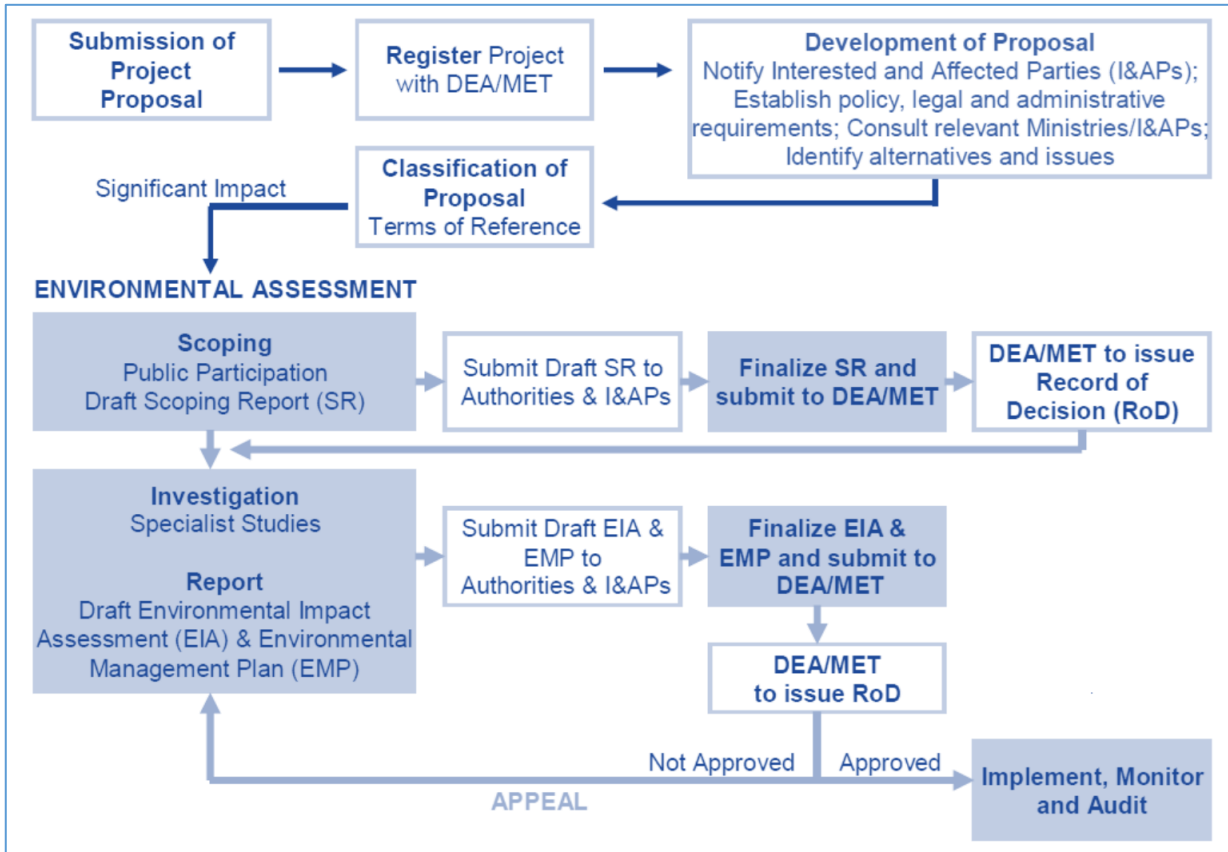 Submission of
Project
Proposal
Register Project
with DEA/MET
Development of Proposal
Notify Interested and Affected Parties (I&APs);
Establish policy, legal and administrative
requirements; Consult relevant Ministries/I&APs;
Identify alternatives and issues
Classification of
Proposal
Terms of Reference
Significant Impact
ENVIRONMENTAL ASSESSMENT
Scoping
Public Participation
Draft Scoping Report (SR)
Submit Draft SR to
Authorities & I&APs
Finalize SR and
submit to DEA/MET
DEA/MET to issue
Record of
Decision (RoD)
Investigation
Specialist Studies
Report
Draft Environmental Impact
Assessment (EIA) & Environmental
Management Plan (EMP)
Submit Draft EIA &
EMP to
Authorities & I&APs
Finalize EIA &
EMP and submit to
DEA/MET
DEA/MET
to issue RoD
Not Approved
Approved
APPEAL
Implement, Monitor
and Audit